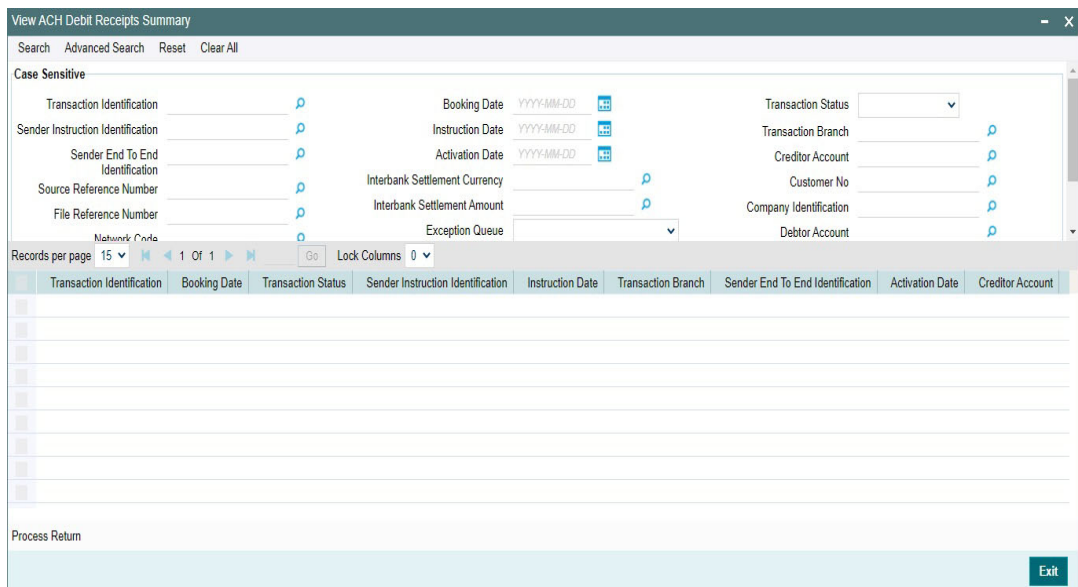 View ACH Debit Receipts Summary
Search Advanced Search Reset Clear All
Case Sensitive
Transaction Identification
Sender Instruction Identification
Sender End To End
Identification
Source Reference Number
File Reference Number
Network Code
Booking Date YYYY-MM-DD
Instruction Date YYYY-MM-DD
Activation Date YYYY-MM-DD
Interbank Settlement Currency
Interbank Settlement Amount
Exception Queue
Transaction Status
Transaction Branch
Creditor Account
Customer No
Company Identification
Debtor Account
Records per page 15 1 Of 1 Go Lock Columns 0
Transaction Identification Booking Date Transaction Status Sender Instruction Identification Instruction Date Transaction Branch Sender End To End Identification Activation Date Creditor Account
Process Return
Exit